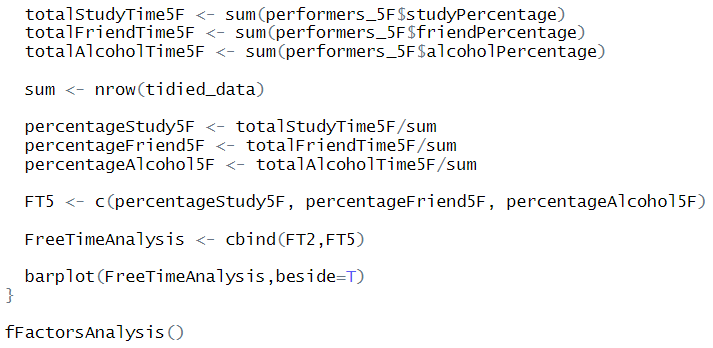 totalStudyTime5F <- sum(performers_5F$studyPercentage)
totalFriendTime5F <- sum(performers_5F$friendPercentage)
totalAlcoholTime5F <- sum(performers_5F$alcoholPercentage)
sum <- nrow(tidied_data)
percentageStudy5F <- totalStudyTime5F/sum
percentageFriend5F <- totalFriendTime5F/sum
percentageAlcohol5F <- totalAlcoholTime5F/sum
FT5 <- c(percentageStudy5F, percentageFriend5F, percentageAlcohol5F)
FreeTimeAnalysis <- cbind(FT2,FT5)
barplot(FreeTimeAnalysis,beside=T)
}
fFactorsAnalysis()